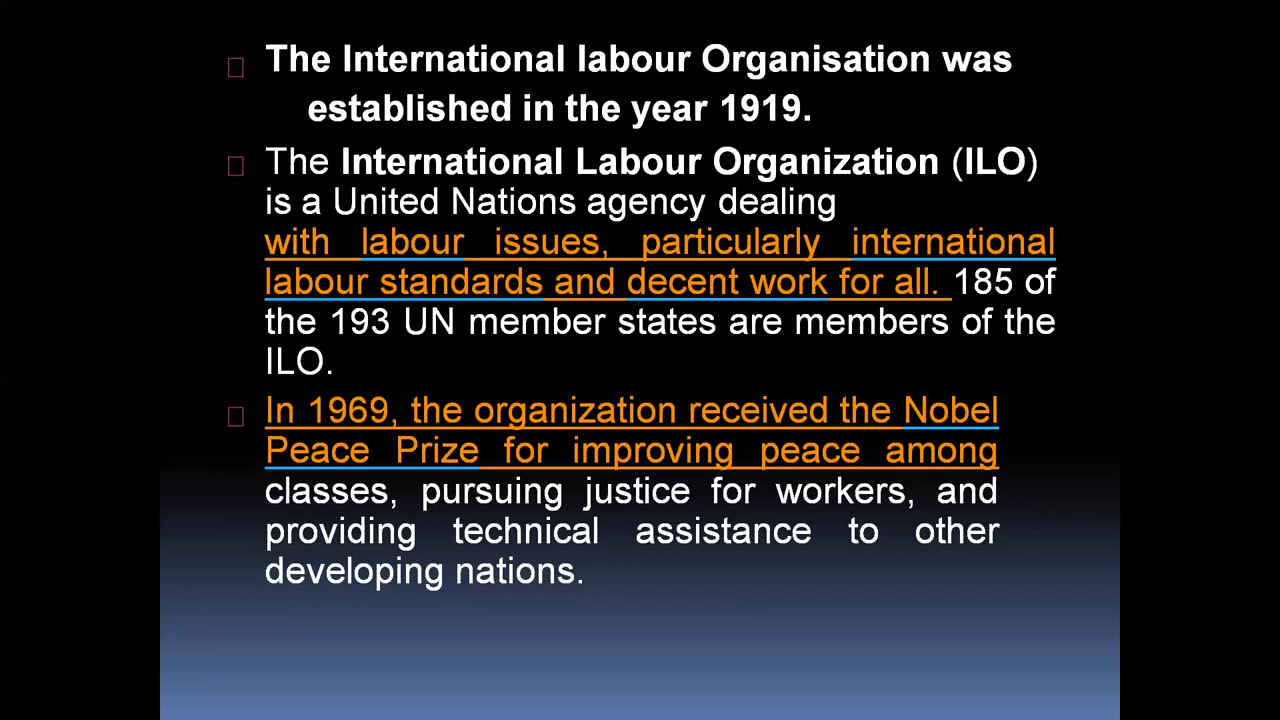 The International labour Organisation was
established in the year 1919.
The International Labour Organization (ILO)
is a United Nations agency dealing
with labour issues, particularly international
labour standards and decent work for all. 185 of
the 193 UN member states are members of the
ILO.
In 1969, the organization received the Nobel
Peace Prize for improving peace among
classes, pursuing justice for workers, and
providing technical assistance to other
developing nations.